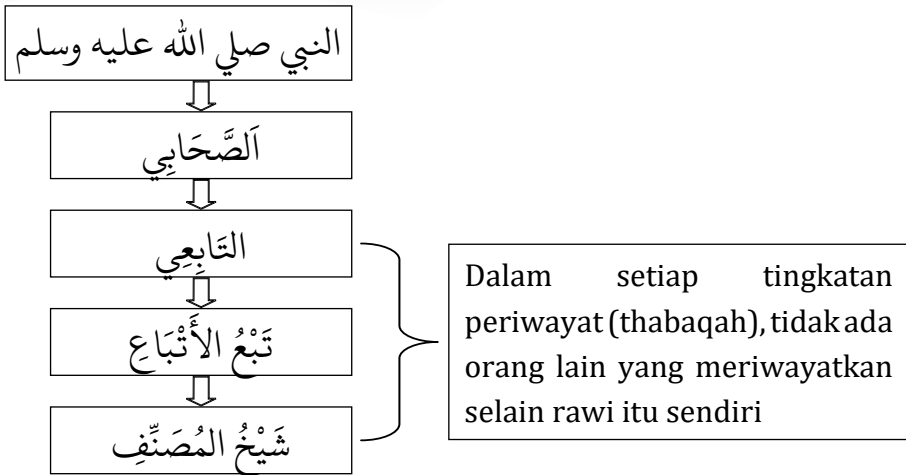 النبي صلي الله عليه وسلم
اَلصَّحَابِي
التَابِعِي
تَبْعُ الأَتْبَاعِ
شَيْخُ المُصَنِّفِ
Dalam setiap tingkatan
periwayat (thabaqah), tidak ada
orang lain yang meriwayatkan
selain rawi itu sendiri